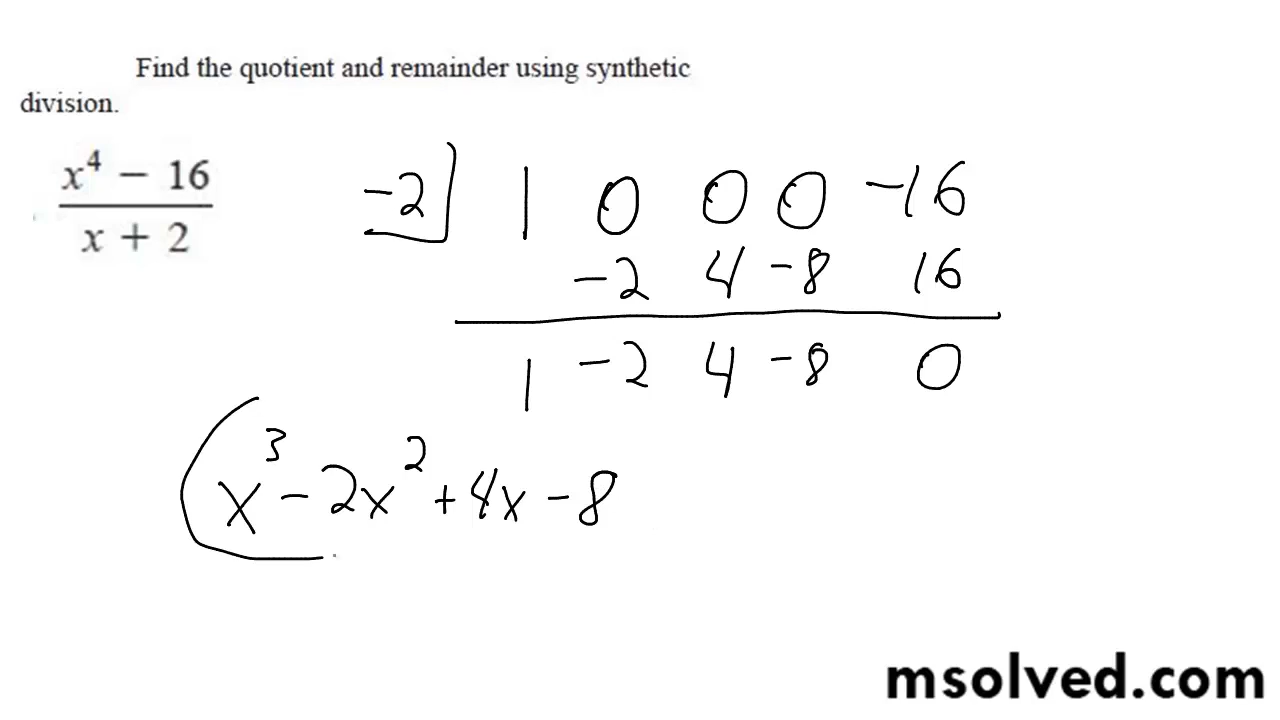 Find the quotient and remainder using synthetic
division.
x⁴ − 16
x + 2
-2 1 0 0 0 -16
-2 4 -8 16
1 -2 4 -8 0
x³ - 2x² + 4x - 8
msolved.com